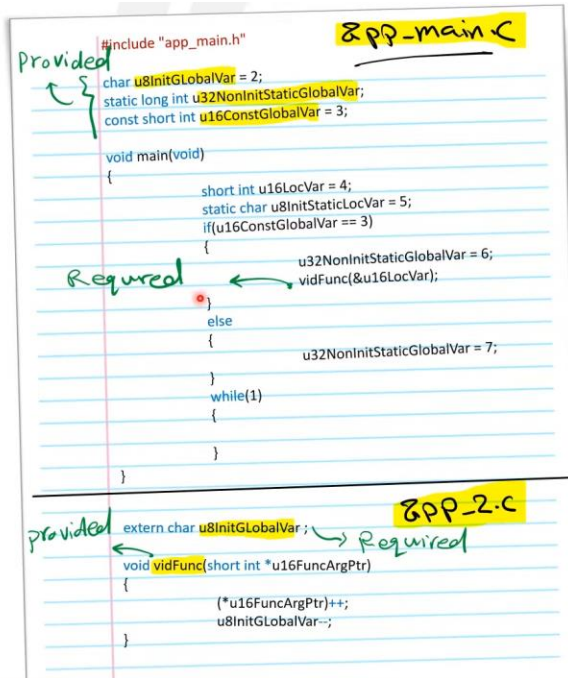 app_main.c
#include "app_main.h"
Provided
char u8InitGLobalVar = 2;
static long int u32NonInitStaticGlobalVar;
const short int u16ConstGlobalVar = 3;
void main(void)
{
short int u16LocVar = 4;
static char u8InitStaticLocVar = 5;
if(u16ConstGlobalVar == 3)
{
u32NonInitStaticGlobalVar = 6;
Requred vidFunc(&u16LocVar);
}
else
{
u32NonInitStaticGlobalVar = 7;
}
while(1)
{
}
}
app_2.c
provided extern char u8InitGLobalVar ; Required
void vidFunc(short int *u16FuncArgPtr)
{
(*u16FuncArgPtr)++;
u8InitGLobalVar--;
}